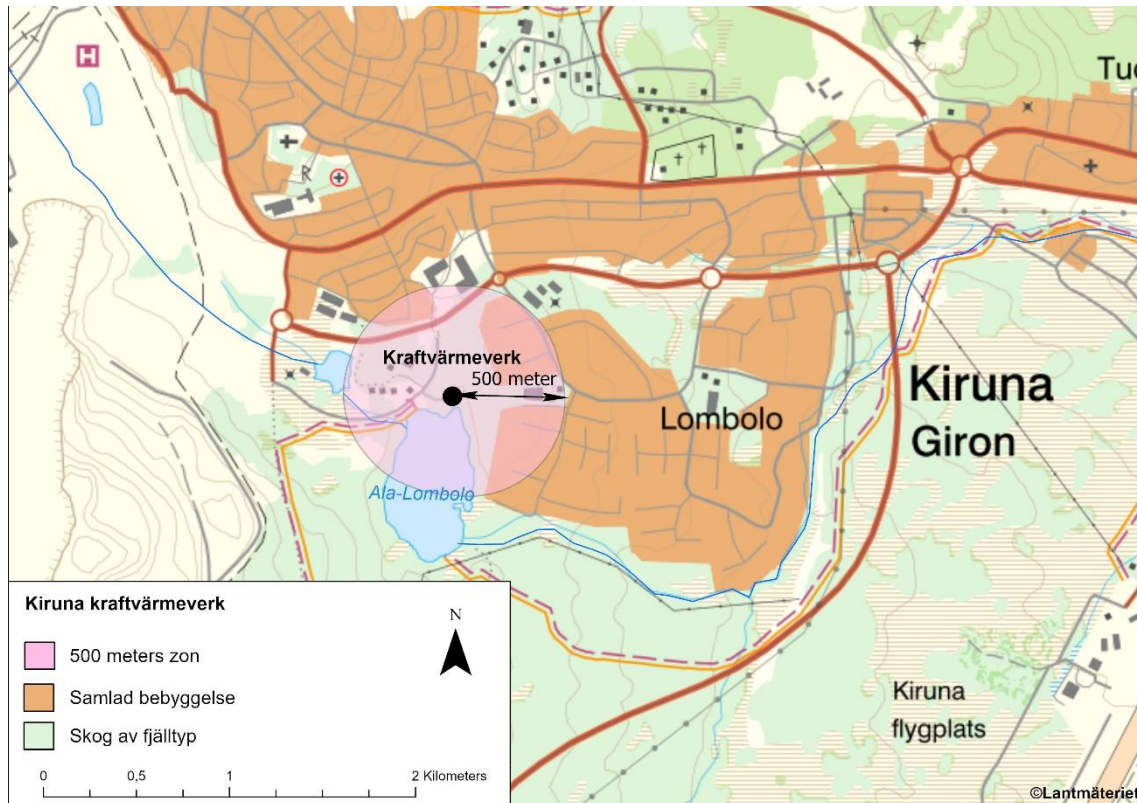 H
Tue
R
Kraftvärmeverk
500 meter
Lombolo
Kiruna
Giron
Ala-Lombolo
Kiruna
flygplats
Kiruna kraftvärmeverk
N
500 meters zon
Samlad bebyggelse
Skog av fjälltyp
0 0,5 1 2 Kilometers
©Lantmäteriet